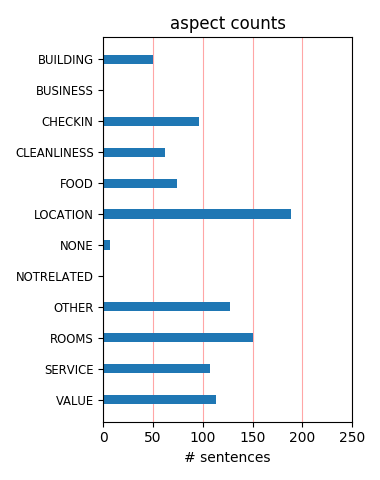 aspect counts
BUILDING
BUSINESS
CHECKIN
CLEANLINESS
FOOD
LOCATION
NONE
NOTRELATED
OTHER
ROOMS
SERVICE
VALUE
0 50 100 150 200 250
# sentences